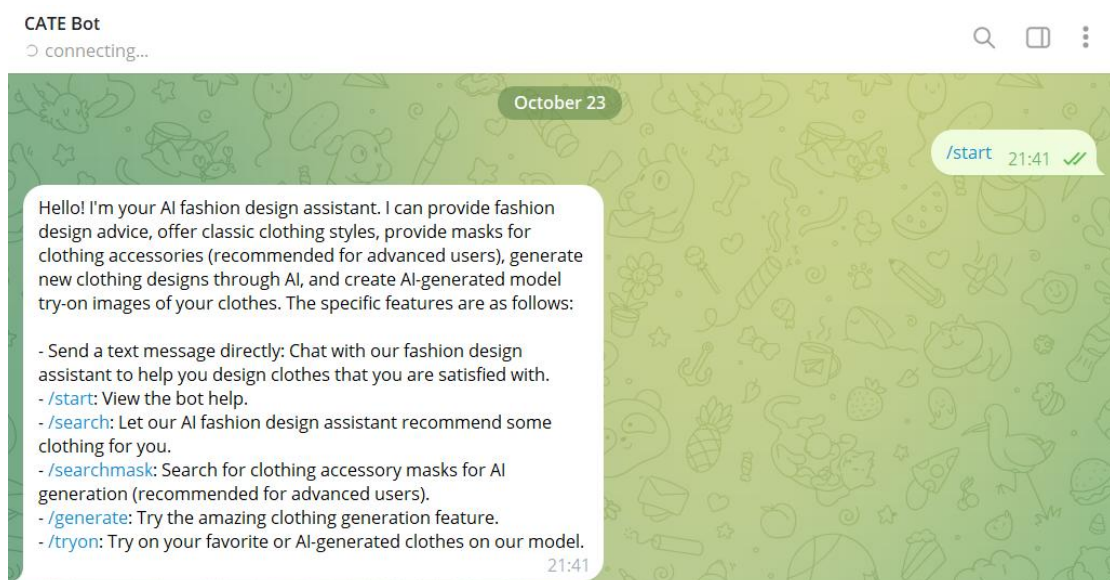 CATE Bot
connecting...
October 23
/start 21:41
Hello! I'm your AI fashion design assistant. I can provide fashion
design advice, offer classic clothing styles, provide masks for
clothing accessories (recommended for advanced users), generate
new clothing designs through AI, and create AI-generated model
try-on images of your clothes. The specific features are as follows:
- Send a text message directly: Chat with our fashion design
assistant to help you design clothes that you are satisfied with.
- /start: View the bot help.
- /search: Let our AI fashion design assistant recommend some
clothing for you.
- /searchmask: Search for clothing accessory masks for AI
generation (recommended for advanced users).
- /generate: Try the amazing clothing generation feature.
- /tryon: Try on your favorite or AI-generated clothes on our model.
21:41